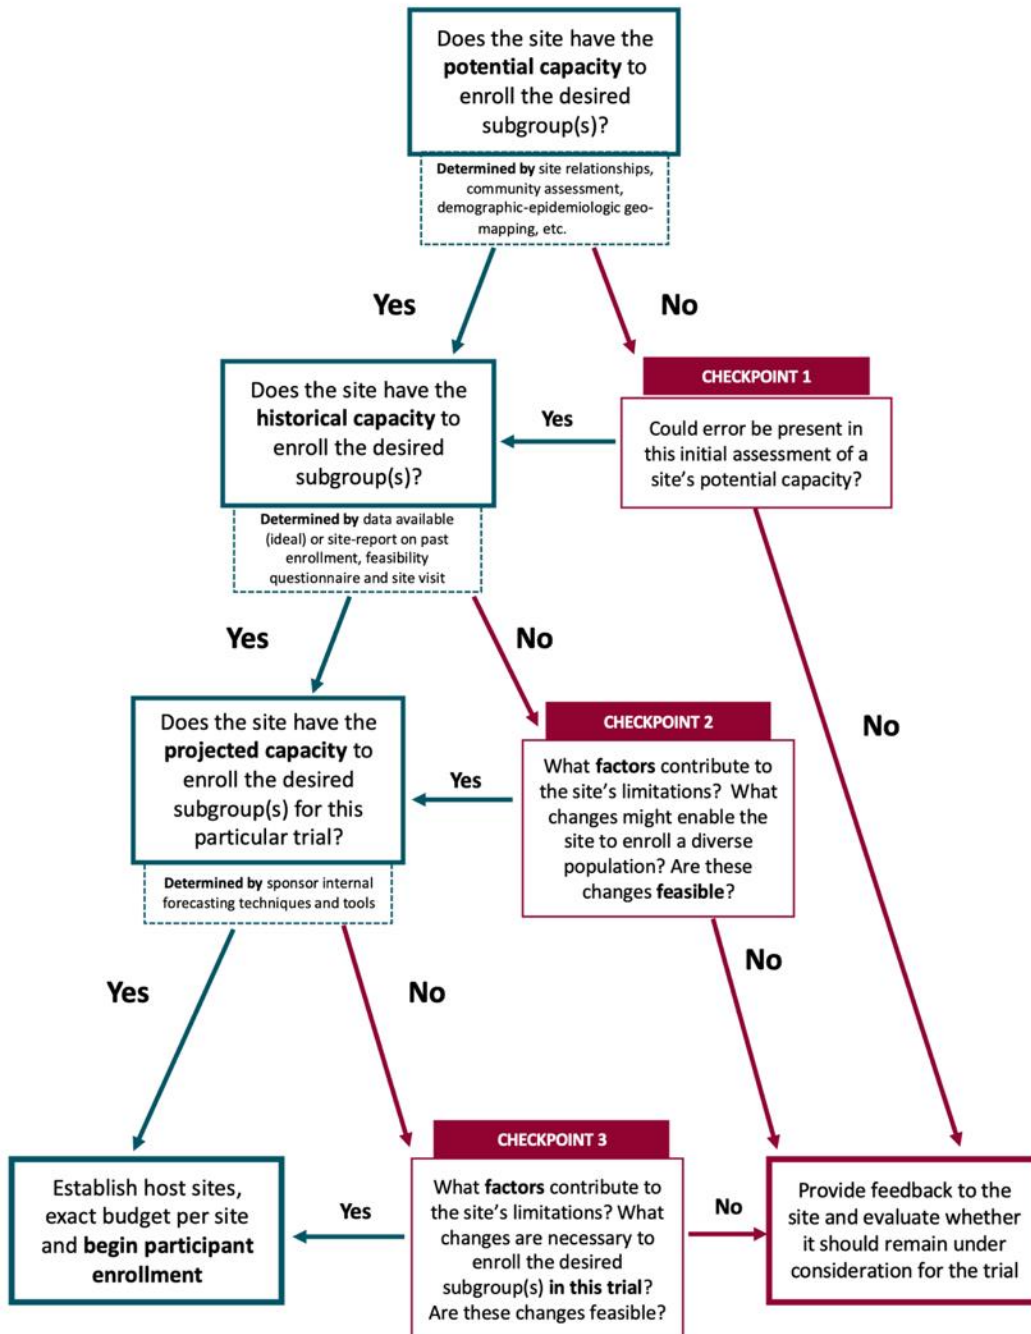 Does the site have the
potential capacity to
enroll the desired
subgroup(s)?
Determined by site relationships,
community assessment,
demographic-epidemiologic geo-
mapping, etc.
Yes
No
Does the site have the
historical capacity to
enroll the desired
subgroup(s)?
Determined by data available
(ideal) or site-report on past
enrollment, feasibility
questionnaire and site visit
Yes
CHECKPOINT 1
Could error be present in
this initial assessment of a
site's potential capacity?
Yes
No
No
Does the site have the
projected capacity to
enroll the desired
subgroup(s) for this
particular trial?
Determined by sponsor internal
forecasting techniques and tools
Yes
CHECKPOINT 2
What factors contribute to
the site's limitations? What
changes might enable the
site to enroll a diverse
population? Are these
changes feasible?
Yes
No
No
Establish host sites,
exact budget per site
and begin participant
enrollment
Yes
CHECKPOINT 3
What factors contribute to
the site's limitations? What
changes are necessary to
enroll the desired
subgroup(s) in this trial?
Are these changes feasible?
No
Provide feedback to the
site and evaluate whether
it should remain under
consideration for the trial